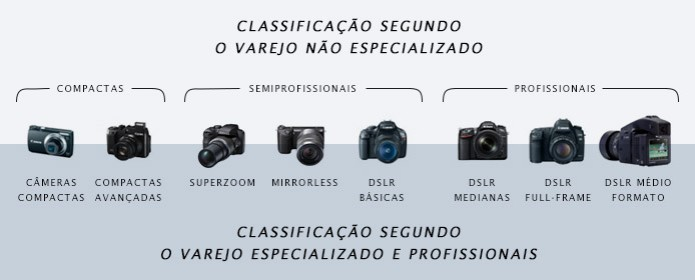 CLASSIFICAÇÃO SEGUNDO
O VAREJO NÃO ESPECIALIZADO
COMPACTAS
SEMIPROFISSIONAIS
PROFISSIONAIS
CÂMERAS
COMPACTAS
COMPACTAS
AVANÇADAS
SUPERZOOM
MIRRORLESS
DSLR
BÁSICAS
DSLR
MEDIANAS
DSLR
FULL-FRAME
DSLR MÉDIO
FORMATO
CLASSIFICAÇÃO SEGUNDO
O VAREJO ESPECIALIZADO E PROFISSIONAIS